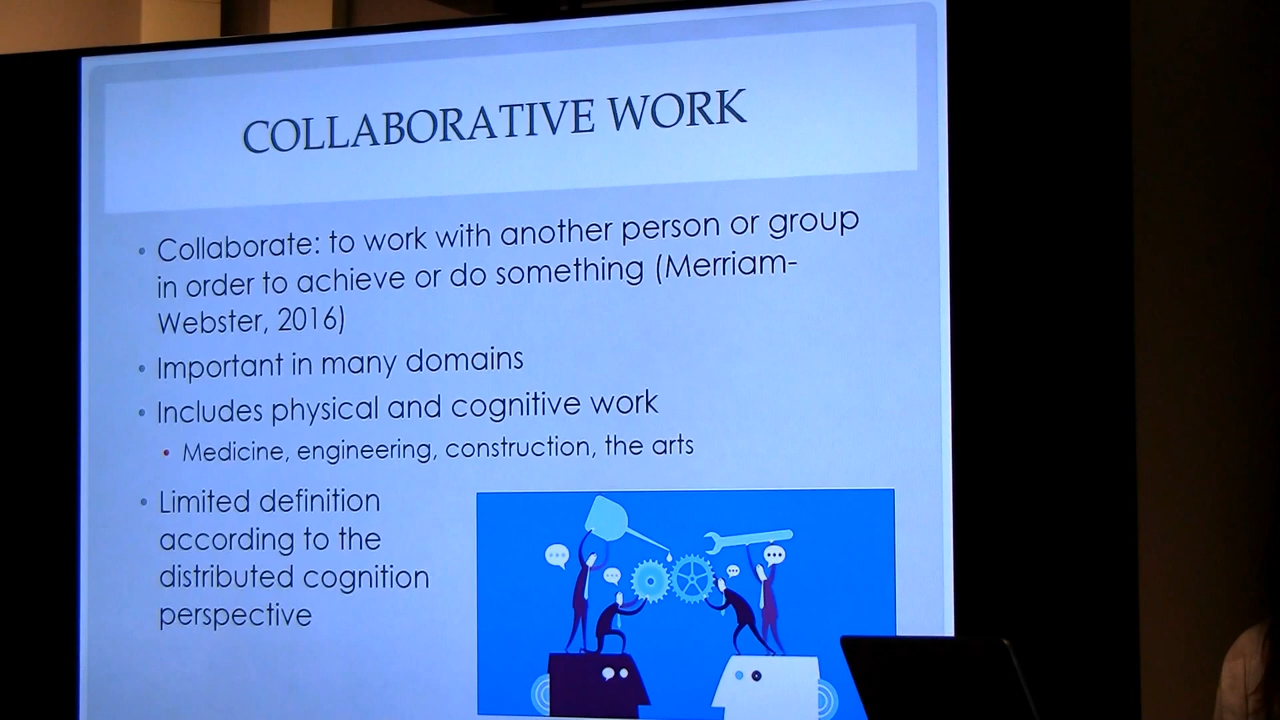 COLLABORATIVE WORK
• Collaborate: to work with another person or group
in order to achieve or do something (Merriam-
Webster, 2016)
• Important in many domains
• Includes physical and cognitive work
• Medicine, engineering, construction, the arts
• Limited definition
according to the
distributed cognition
perspective